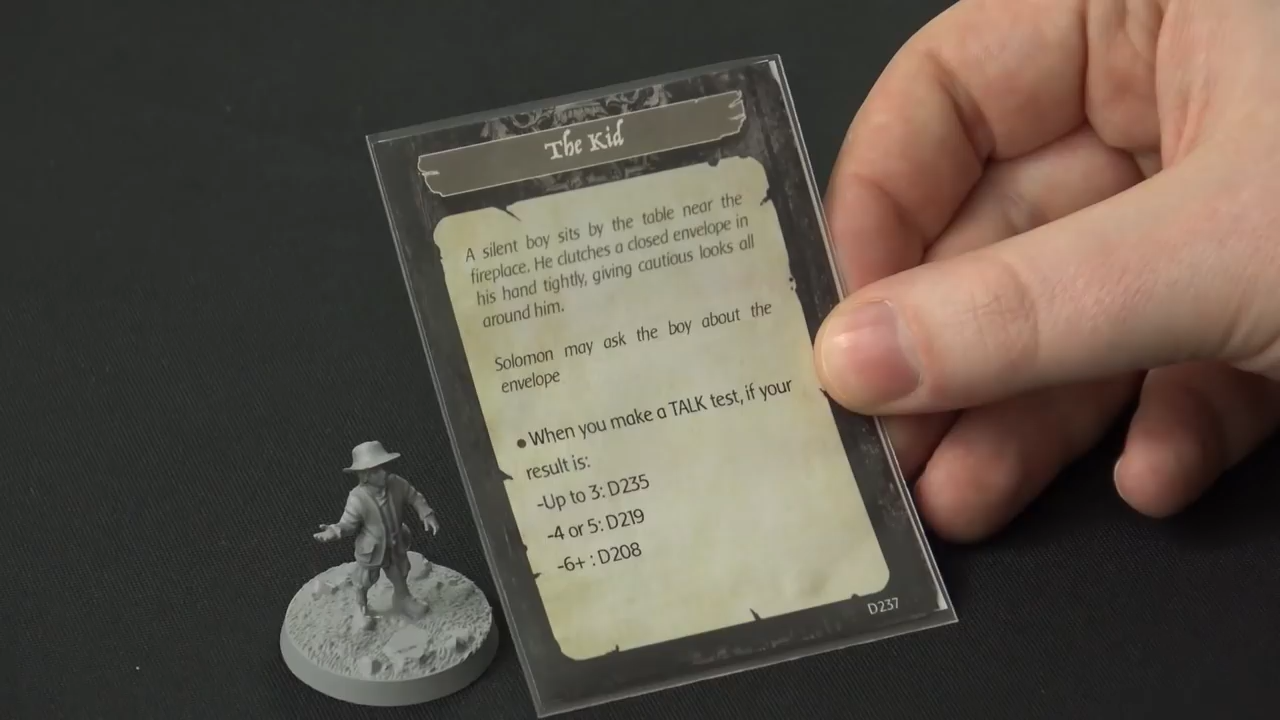 The Kid
A silent boy sits by the table near the
fireplace. He clutches a closed envelope in
his hand tightly, giving cautious looks all
around him.
Solomon may ask the boy about the
envelope
• When you make a TALK test, if your
result is:
-Up to 3: D235
-4 or 5: D219
-6+ : D208
D237